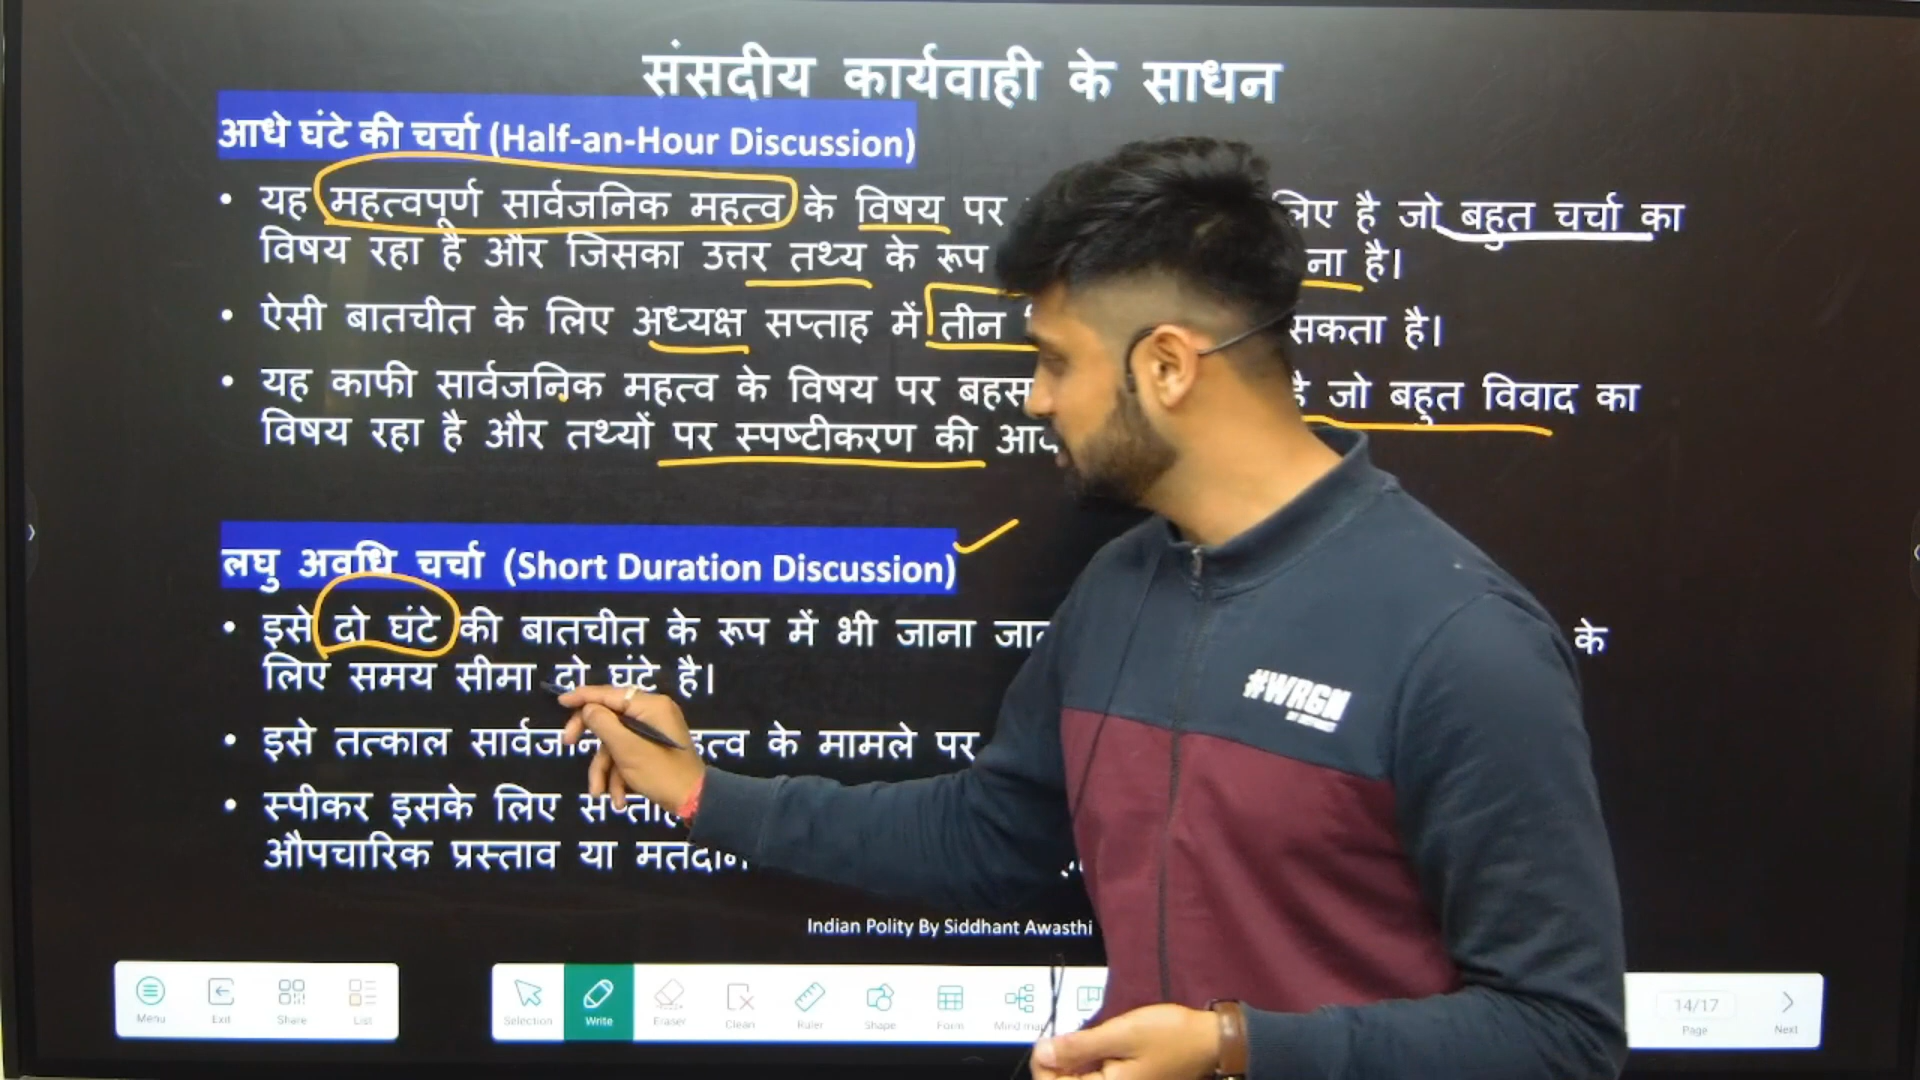 संसदीय कार्यवाही के साधन
आधे घंटे की चर्चा (Half-an-Hour Discussion)
• यह महत्वपूर्ण सार्वजनिक महत्व के विषय पर है जो बहुत चर्चा का
विषय रहा है और जिसका उत्तर तथ्य के रूप है।
• ऐसी बातचीत के लिए अध्यक्ष सप्ताह में तीन सकता है।
• यह काफी सार्वजनिक महत्व के विषय पर बहस है जो बहुत विवाद का
विषय रहा है और तथ्यों पर स्पष्टीकरण की
लघु अवधि चर्चा (Short Duration Discussion)
• इसे दो घंटे की बातचीत के रूप में भी जाना के
लिए समय सीमा दो घंटे है।
• इसे तत्काल के मामले पर
• स्पीकर इसके लिए
औपचारिक प्रस्ताव या
#WRGN
Indian Polity By Siddhant Awasthi
Menu Exit Share List Selection Write Eraser Clean Ruler Shape Form Mind 14/17 Page Next